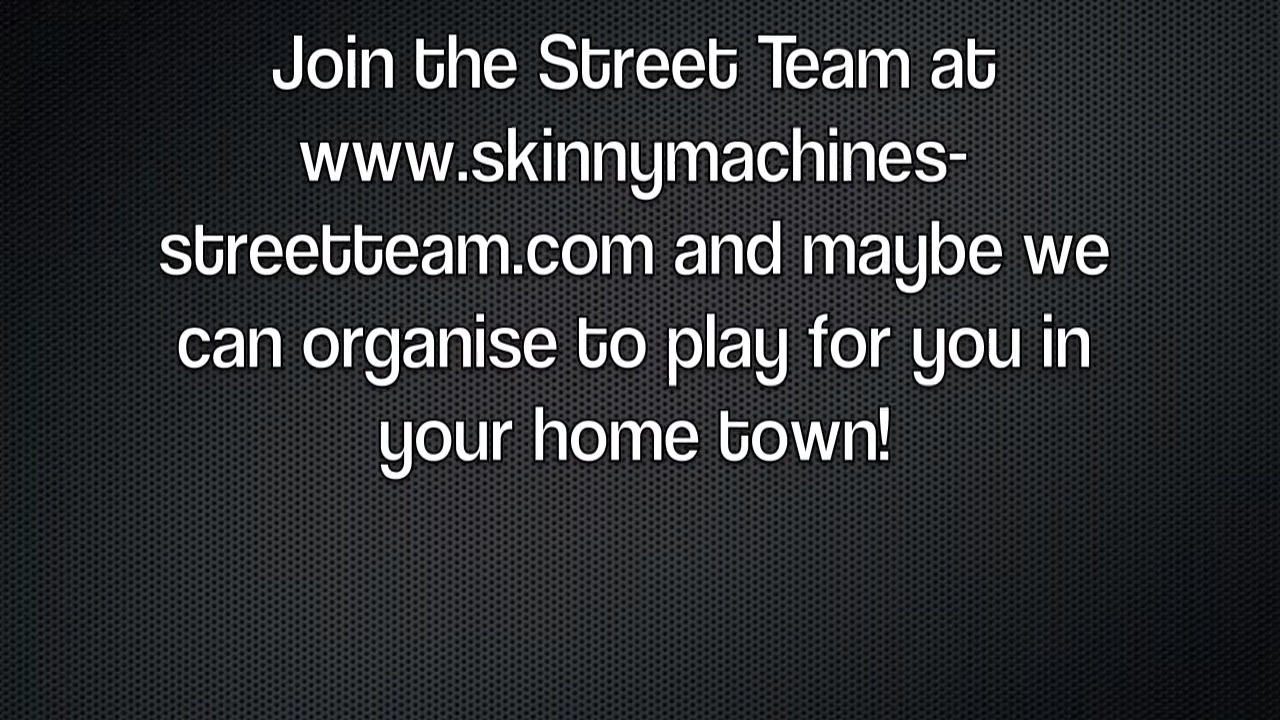 Join the Street Team at
www.skinnymachines-
streetteam.com and maybe we
can organise to play for you in
your home town!